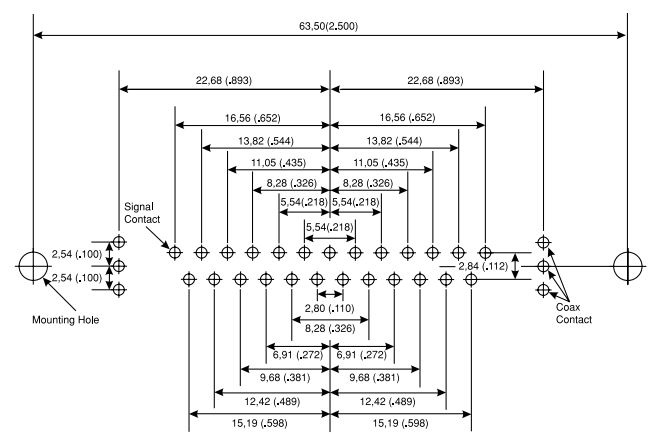 63,50(2.500)
22,68 (.893) 22,68 (.893)
16,56 (.652) 16,56 (.652)
13,82 (.544) 13,82 (.544)
11,05 (.435) 11,05 (.435)
8,28 (.326) 8,28 (.326)
5,54(.218) 5,54(.218)
5,54(.218)
Signal
Contact
2,54 (.100)
2,54 (.100)
2,84 (.112)
Mounting Hole
Coax
Contact
2,80 (.110)
8,28 (.326)
6,91 (.272) 6,91 (.272)
9,68 (.381) 9,68 (.381)
12,42 (.489) 12,42 (.489)
15,19 (.598) 15,19 (.598)